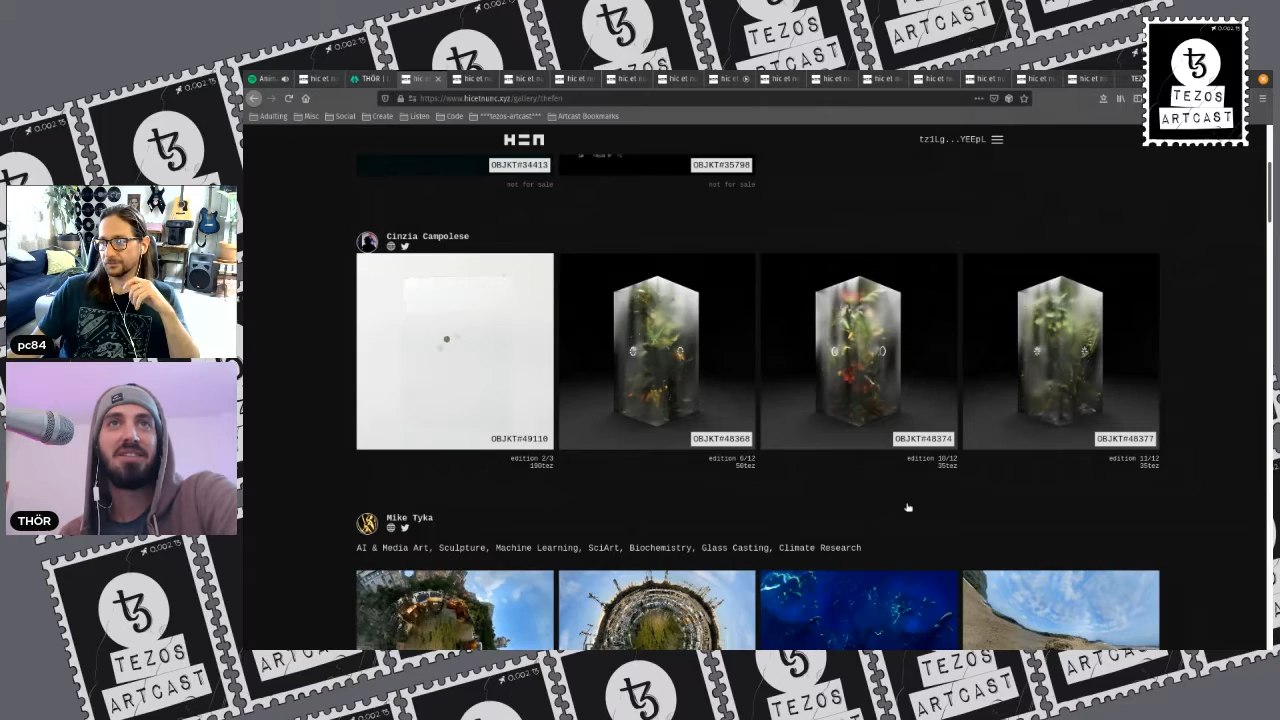 TEZOS
ARTCAST
0.002 ꜩ
TEZOS
ARTCAST
https://www.hicetnunc.xyz/gallery/thefen
Adulting
Misc
Social
Create
Listen
Code
***tezos-artcast***
Artcast Bookmarks
tz1Lg...YEEpL
OBJKT#34413
OBJKT#35798
not for sale
not for sale
Cinzia Campolese
OBJKT#49110
OBJKT#48368
OBJKT#48374
OBJKT#48377
edition 2/3
edition 6/12
edition 10/12
edition 11/12
190tez
50tez
35tez
35tez
Mike Tyka
AI & Media Art, Sculpture, Machine Learning, SciArt, Biochemistry, Glass Casting, Climate Research
pc84
THÖR
TEZOS
ARTCAST
TEZOS
ARTCAST